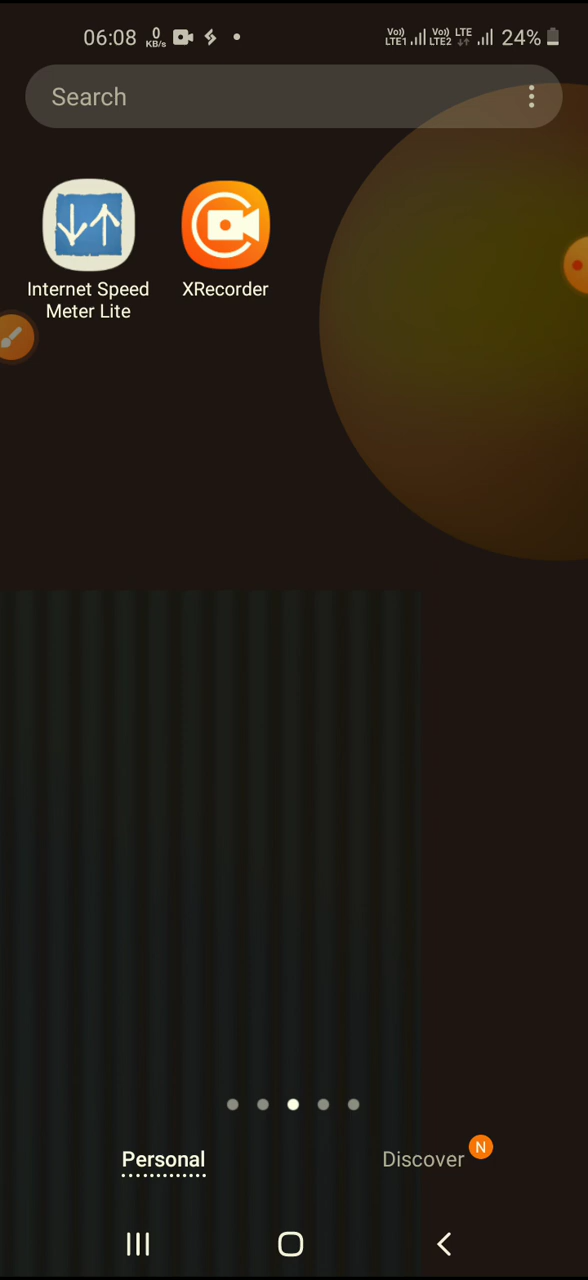 06:08 0 KB/s Vo)) LTE1 Vo)) LTE2 LTE 24%
Search
Internet Speed Meter Lite
XRecorder
Personal
Discover N